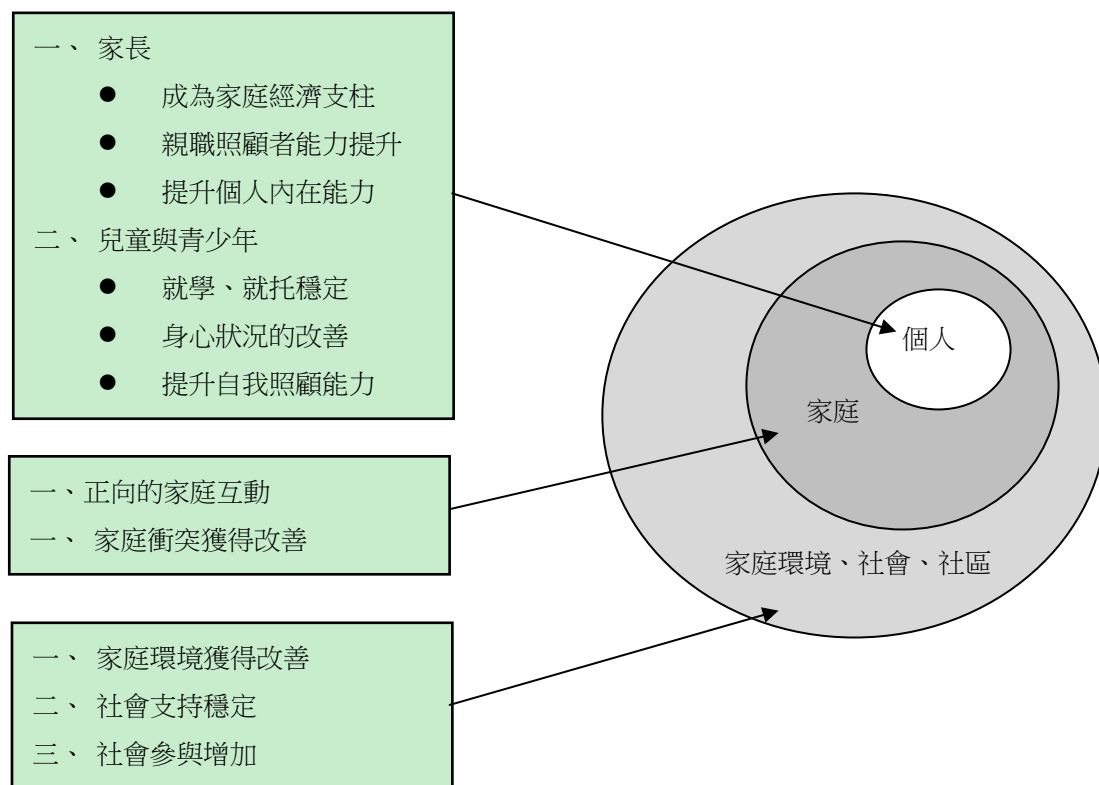 一、 家長
● 成為家庭經濟支柱
● 親職照顧者能力提升
● 提升個人內在能力
二、 兒童與青少年
● 就學、就托穩定
● 身心狀況的改善
● 提升自我照顧能力
個人
家庭
一、正向的家庭互動
一、 家庭衝突獲得改善
家庭環境、社會、社區
一、 家庭環境獲得改善
二、 社會支持穩定
三、 社會參與增加